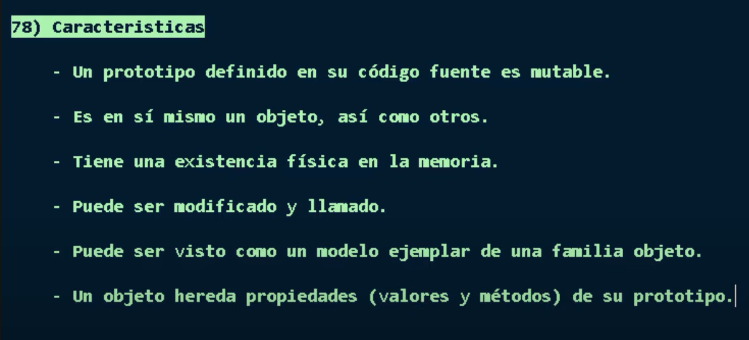 78) Caracteristicas
- Un prototipo definido en su código fuente es mutable.
- Es en sí mismo un objeto, así como otros.
- Tiene una existencia física en la memoria.
- Puede ser modificado y llamado.
- Puede ser visto como un modelo ejemplar de una familia objeto.
- Un objeto hereda propiedades (valores y métodos) de su prototipo.